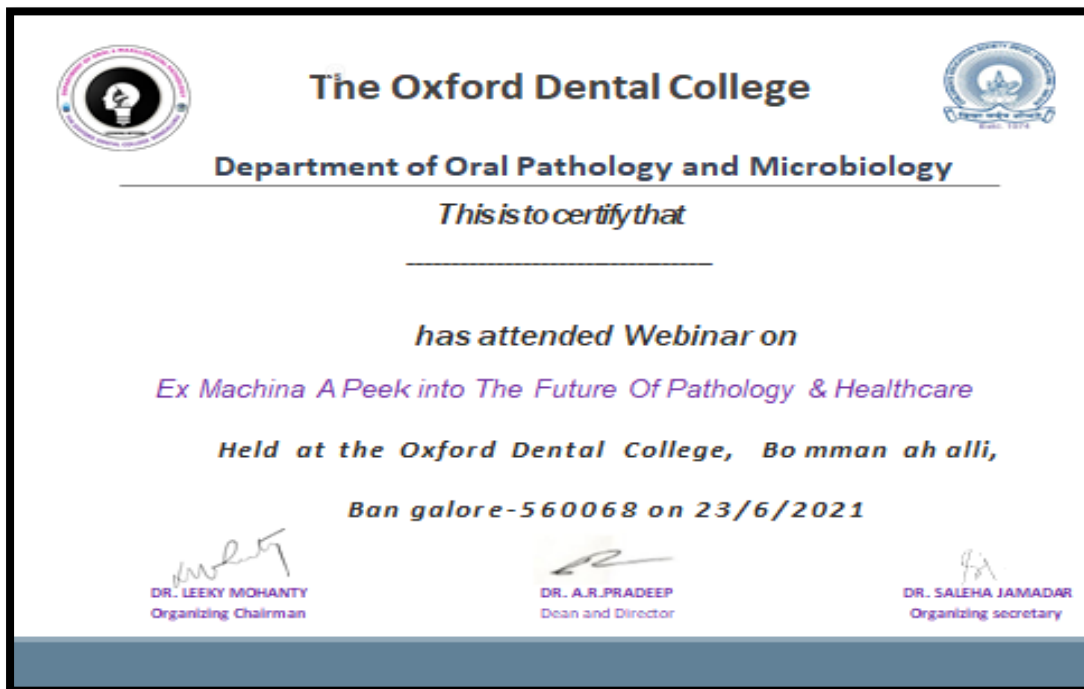 The Oxford Dental College
Department of Oral Pathology and Microbiology
This is to certify that
has attended Webinar on
Ex Machina A Peek into The Future Of Pathology & Healthcare
Held at the Oxford Dental College, Bo mman ah alli,
Ban galore-560068 on 23/6/2021
DR. LEEKY MOHANTY
Organizing Chairman
DR. A.R.PRADEEP
Dean and Director
DR. SALEHA JAMADAR
Organizing secretary
Estd. 1974